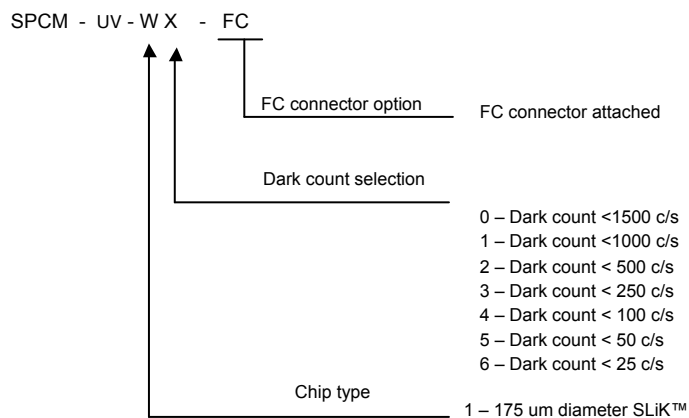 SPCM - UV - W X - FC
FC connector option
FC connector attached
Dark count selection
0 – Dark count <1500 c/s
1 – Dark count <1000 c/s
2 – Dark count < 500 c/s
3 – Dark count < 250 c/s
4 – Dark count < 100 c/s
5 – Dark count < 50 c/s
6 – Dark count < 25 c/s
Chip type
1 – 175 um diameter SLiK™